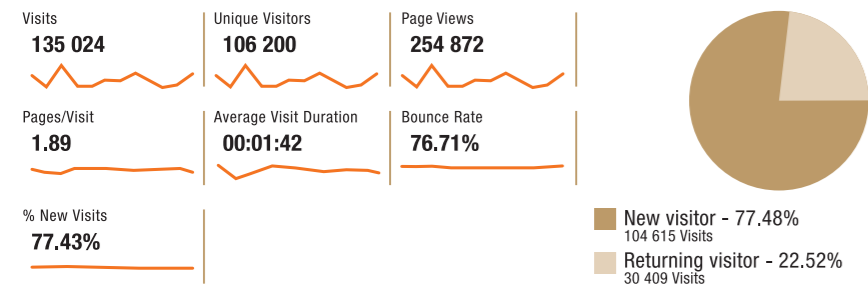 Visits
135 024
Unique Visitors
106 200
Page Views
254 872
Pages/Visit
1.89
Average Visit Duration
00:01:42
Bounce Rate
76.71%
% New Visits
77.43%
New visitor - 77.48%
104 615 Visits
Returning visitor - 22.52%
30 409 Visits